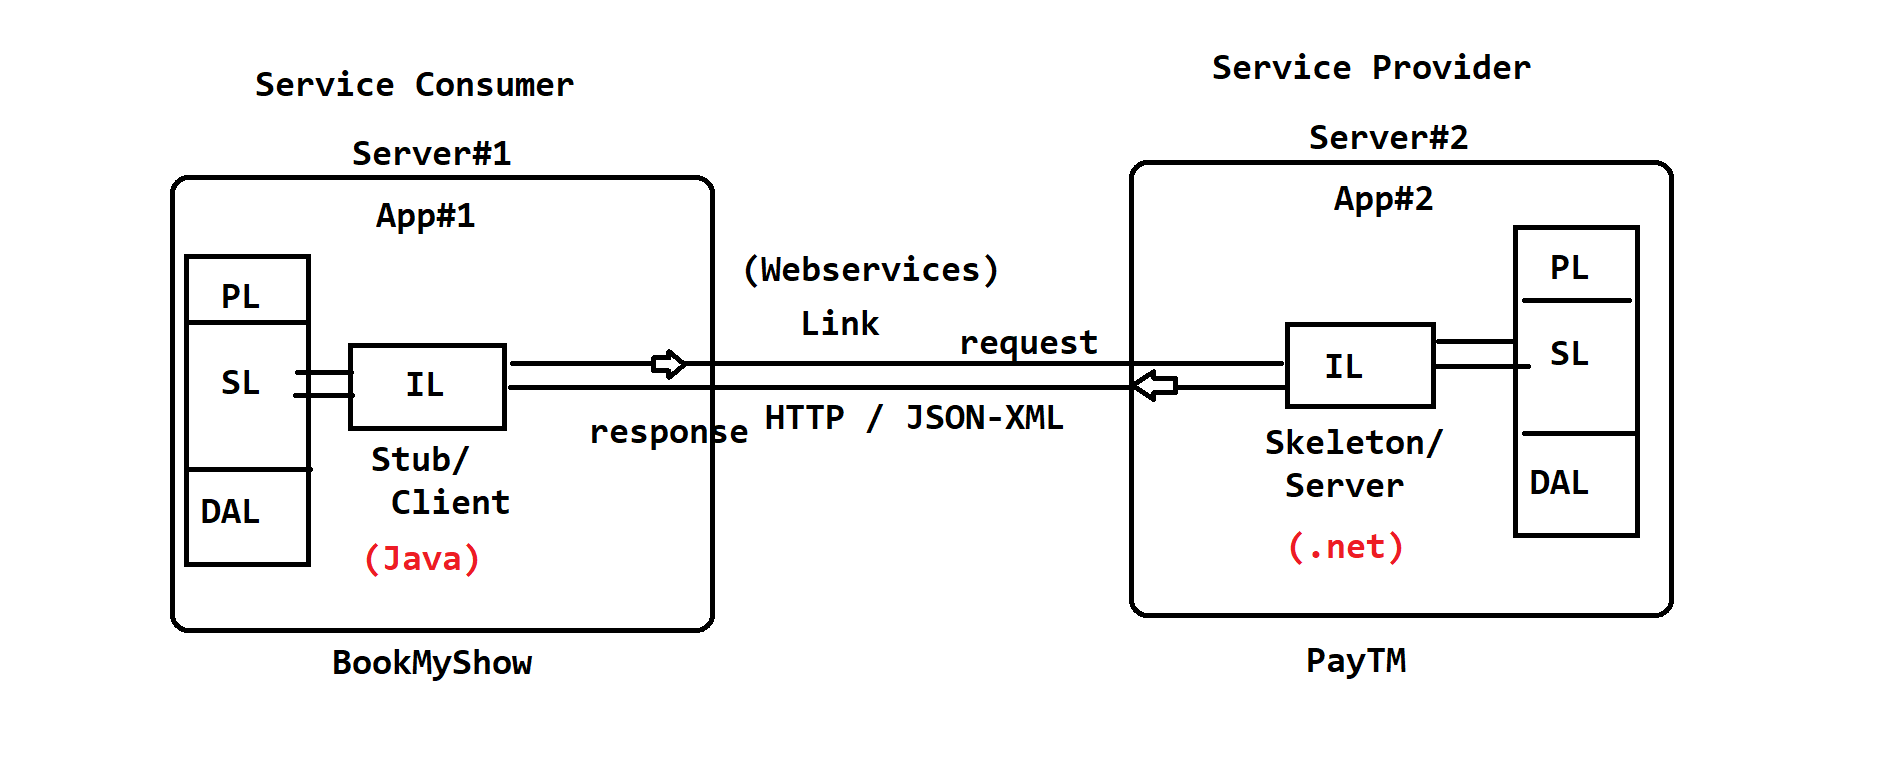 Service Consumer
Server#1
App#1
PL
SL
DAL
IL
Stub/
Client
(Java)
BookMyShow
(Webservices)
Link
request
response
HTTP / JSON-XML
Service Provider
Server#2
App#2
IL
Skeleton/
Server
(.net)
PL
SL
DAL
PayTM